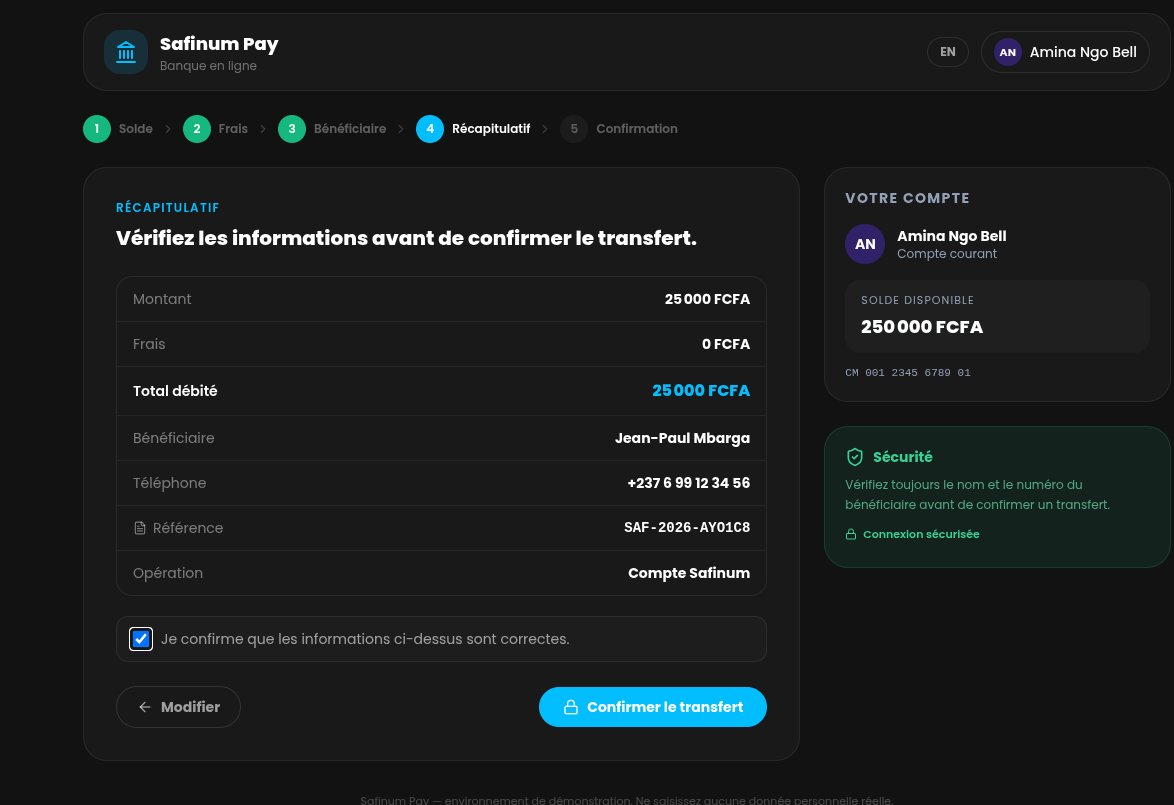 Safinum Pay
Banque en ligne
EN
AN Amina Ngo Bell
1 Solde
2 Frais
3 Bénéficiaire
4 Récapitulatif
5 Confirmation
RÉCAPITULATIF
Vérifiez les informations avant de confirmer le transfert.
Montant 25 000 FCFA
Frais 0 FCFA
Total débité 25 000 FCFA
Bénéficiaire Jean-Paul Mbarga
Téléphone +237 6 99 12 34 56
Référence SAF-2026-AYO1C8
Opération Compte Safinum
Je confirme que les informations ci-dessus sont correctes.
Modifier
Confirmer le transfert
VOTRE COMPTE
AN
Amina Ngo Bell
Compte courant
SOLDE DISPONIBLE
250 000 FCFA
CM 001 2345 6789 01
Sécurité
Vérifiez toujours le nom et le numéro du
bénéficiaire avant de confirmer un transfert.
Connexion sécurisée
Safinum Pay — environnement de démonstration. Ne saisissez aucune donnée personnelle réelle.